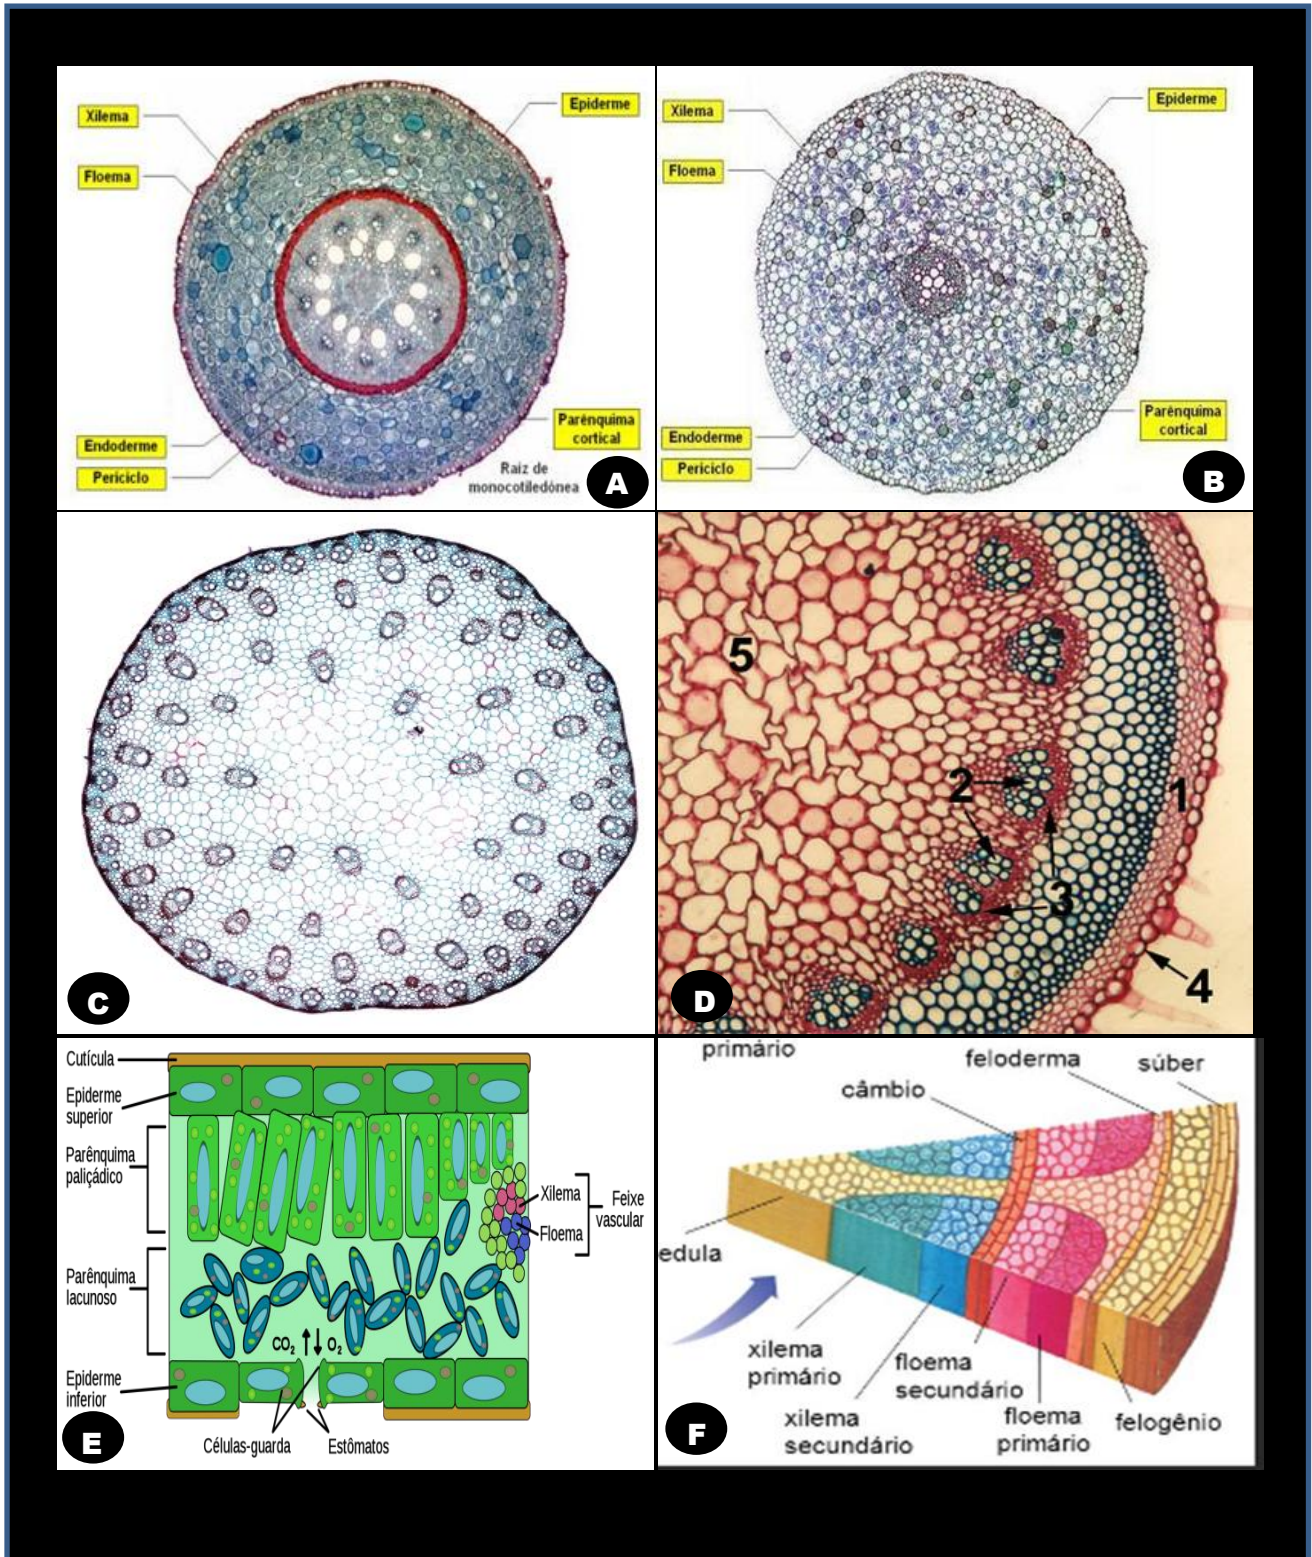 Xilema
Epiderme
Floema
Endoderme
Periciclo
Parênquima
cortical
Raiz de
monocotiledónea
A
Xilema
Epiderme
Floema
Endoderme
Periciclo
Parênquima
cortical
B
C
5
2
1
3
4
D
Cutícula
Epiderme
superior
Parênquima
paliçádico
Xilema
Floema
Feixe
vascular
Parênquima
lacunoso
CO₂
O₂
Epiderme
inferior
Células-guarda
Estômatos
E
primário
feloderma
súber
câmbio
edula
xilema
primário
floema
secundário
xilema
secundário
floema
primário
felogênio
F